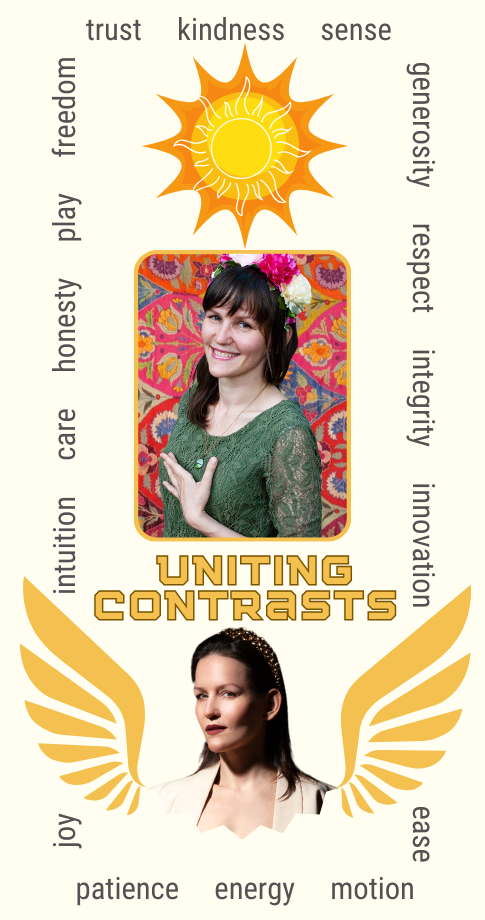 trust kindness sense
freedom
play
honesty
care
intuition
joy
generosity
respect
integrity
innovation
ease
UNITING
CONTRaSTS
patience energy motion